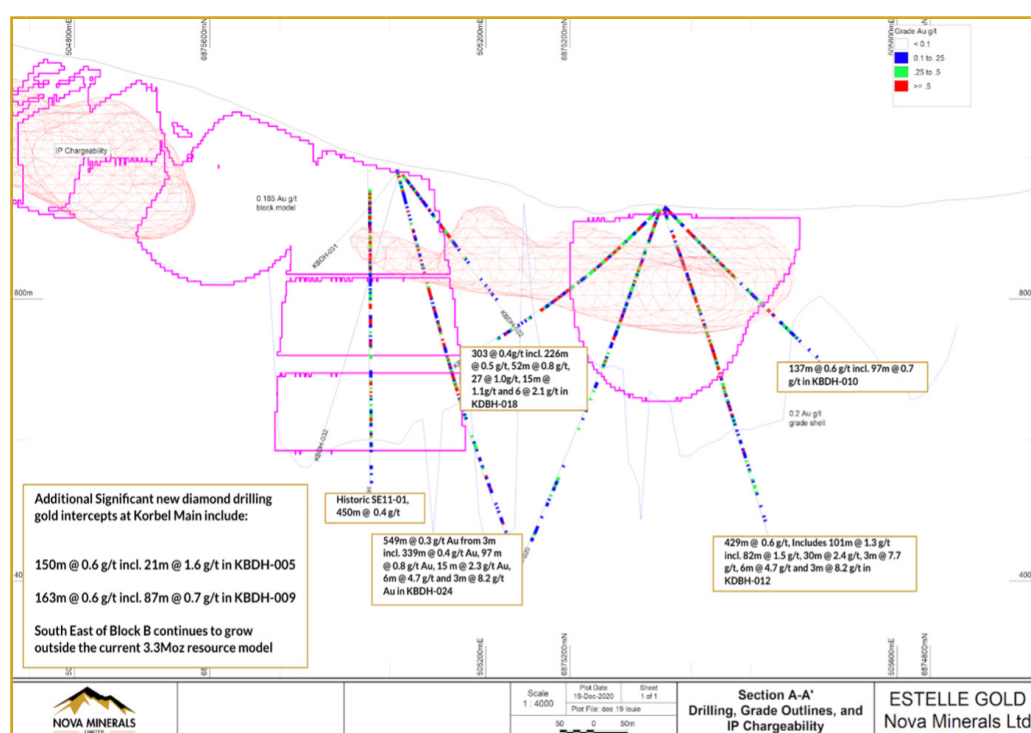 504800mE
6875600mN
505200mE
6875200mN
505600mE
6874800mN
Grade Au g/t
< 0.1
0.1 to .25
.25 to .5
>= .5
IP Chargeability
0.185 Au g/t
block model
KBDH-031
800m
800
KBDH-022
303 @ 0.4g/t incl. 226m
@ 0.5 g/t, 52m @ 0.8 g/t,
27 @ 1.0g/t, 15m @
1.1g/t and 6 @ 2.1 g/t in
KDBH-018
137m @ 0.6 g/t incl. 97m @ 0.7
g/t in KBDH-010
0.2 Au g/t
grade shell
KBDH-032
Historic SE11-01,
450m @ 0.4 g/t
549m @ 0.3 g/t Au from 3m
incl. 339m @ 0.4 g/t Au, 97 m
@ 0.8 g/t Au, 15 m @ 2.3 g/t Au,
6m @ 4.7 g/t and 3m @ 8.2 g/t
Au in KBDH-024
429m @ 0.6 g/t, Includes 101m @ 1.3 g/t
incl. 82m @ 1.5 g/t, 30m @ 2.4 g/t, 3m @ 7.7
g/t, 6m @ 4.7 g/t and 3m @ 8.2 g/t in
KDBH-012
400
Additional Significant new diamond drilling
gold intercepts at Korbel Main include:
150m @ 0.6 g/t incl. 21m @ 1.6 g/t in KBDH-005
163m @ 0.6 g/t incl. 87m @ 0.7 g/t in KBDH-009
South East of Block B continues to grow
outside the current 3.3Moz resource model
505200mE
6875200mN
505600mE
6874800mN
NOVA MINERALS
LIMITED
Scale
1 : 4000
Plot Date
19-Dec-2020
Sheet
1 of 1
Plot File: dec 19 louie
50 0 50m
Section A-A'
Drilling, Grade Outlines, and
IP Chargeability
ESTELLE GOLD
Nova Minerals Ltd